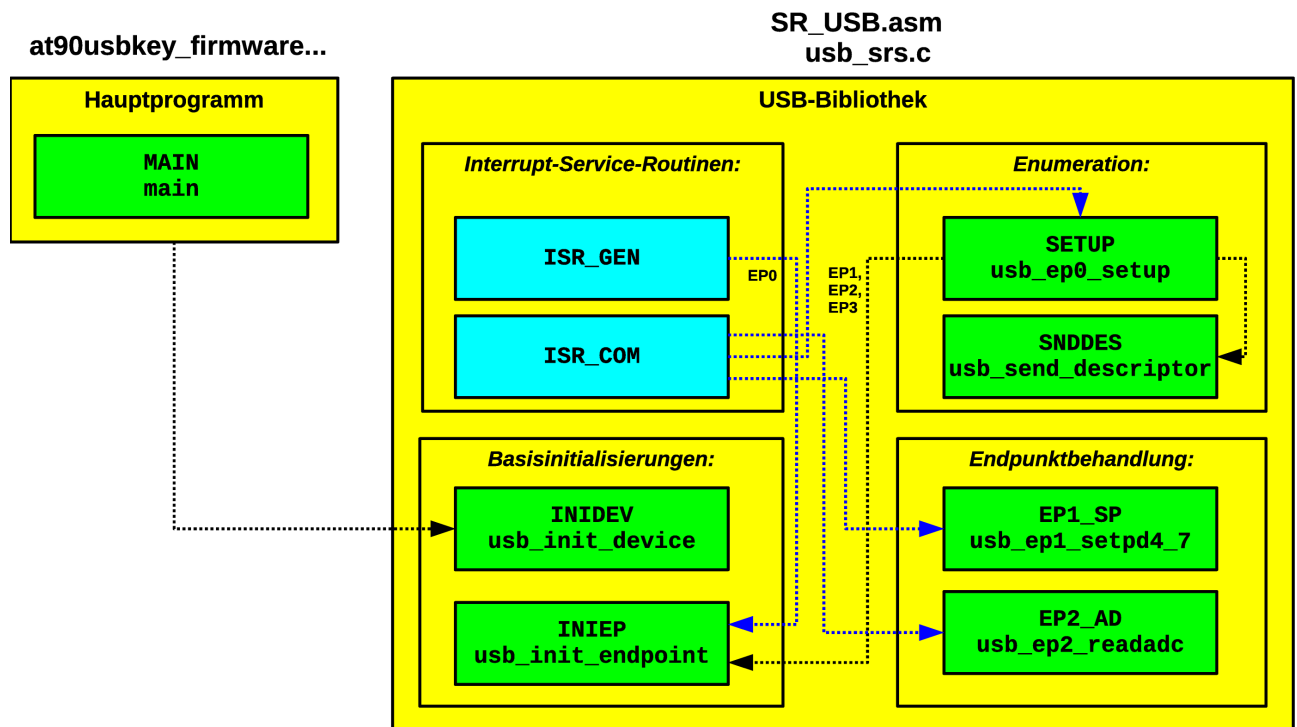 at90usbkey_firmware...
SR_USB.asm
usb_srs.c
Hauptprogramm
MAIN
main
USB-Bibliothek
Interrupt-Service-Routinen:
ISR_GEN
ISR_COM
EP0
EP1,
EP2,
EP3
Enumeration:
SETUP
usb_ep0_setup
SNDDES
usb_send_descriptor
Basisinitialisierungen:
INIDEV
usb_init_device
INIEP
usb_init_endpoint
Endpunktbehandlung:
EP1_SP
usb_ep1_setpd4_7
EP2_AD
usb_ep2_readadc